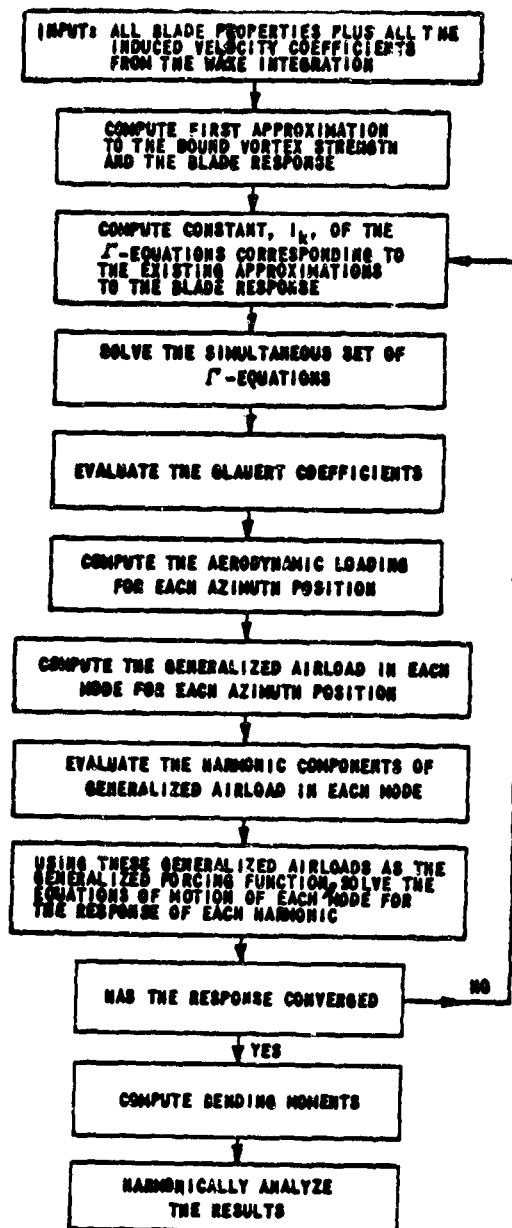 INPUT: ALL BLADE PROPERTIES PLUS ALL THE
INDUCED VELOCITY COEFFICIENTS
FROM THE WAKE INTEGRATION
COMPUTE FIRST APPROXIMATION
TO THE BOUND VORTEX STRENGTH
AND THE BLADE RESPONSE
COMPUTE CONSTANT, I_k, OF THE
Γ-EQUATIONS CORRESPONDING TO
THE EXISTING APPROXIMATIONS
TO THE BLADE RESPONSE
SOLVE THE SIMULTANEOUS SET OF
Γ-EQUATIONS
EVALUATE THE GLAUERT COEFFICIENTS
COMPUTE THE AERODYNAMIC LOADING
FOR EACH AZIMUTH POSITION
COMPUTE THE GENERALIZED AIRLOAD IN EACH
MODE FOR EACH AZIMUTH POSITION
EVALUATE THE HARMONIC COMPONENTS OF
GENERALIZED AIRLOAD IN EACH MODE
USING THESE GENERALIZED AIRLOADS AS THE
GENERALIZED FORCING FUNCTION, SOLVE THE
EQUATIONS OF MOTION OF EACH MODE FOR
THE RESPONSE OF EACH HARMONIC
HAS THE RESPONSE CONVERGED
NO
YES
COMPUTE BENDING MOMENTS
HARMONICALLY ANALYZE
THE RESULTS